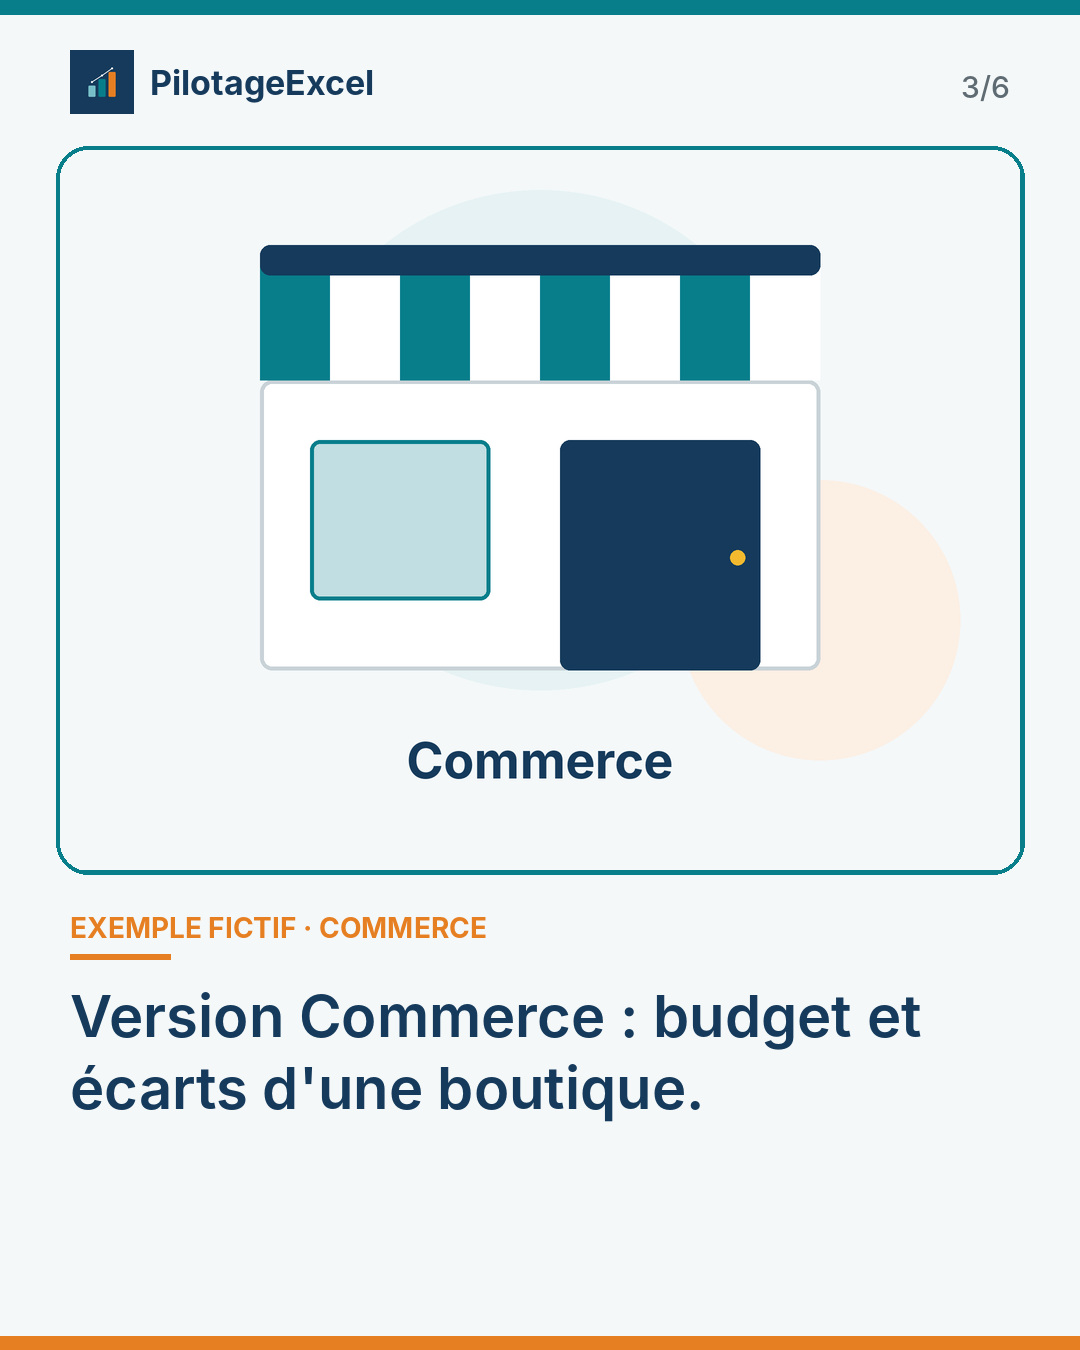 PilotageExcel
3/6
Commerce
EXEMPLE FICTIF · COMMERCE
Version Commerce : budget et
écarts d'une boutique.